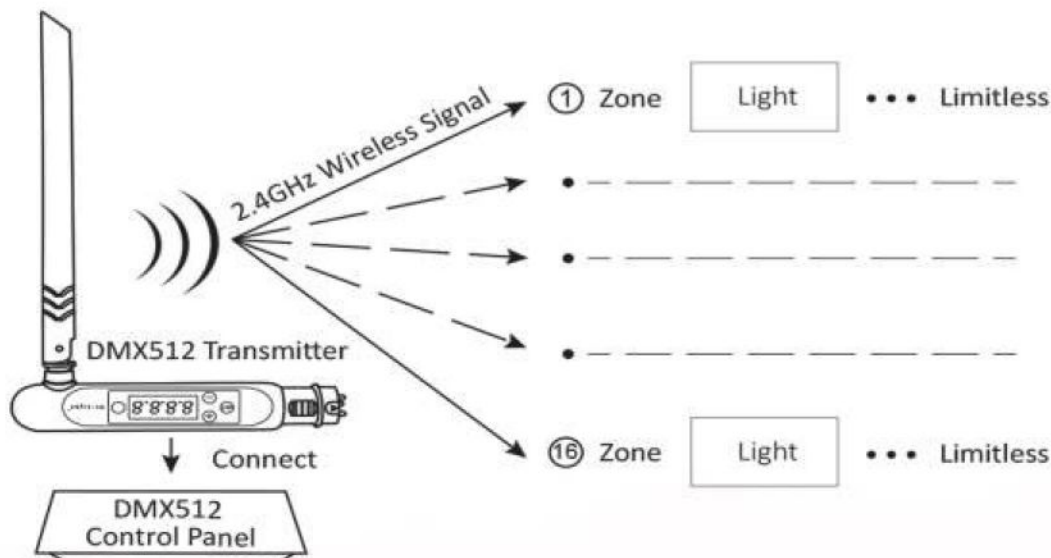 2.4GHz Wireless Signal
1 Zone Light ••• Limitless
DMX512 Transmitter
8.8.8.8
Connect
16 Zone Light ••• Limitless
DMX512
Control Panel